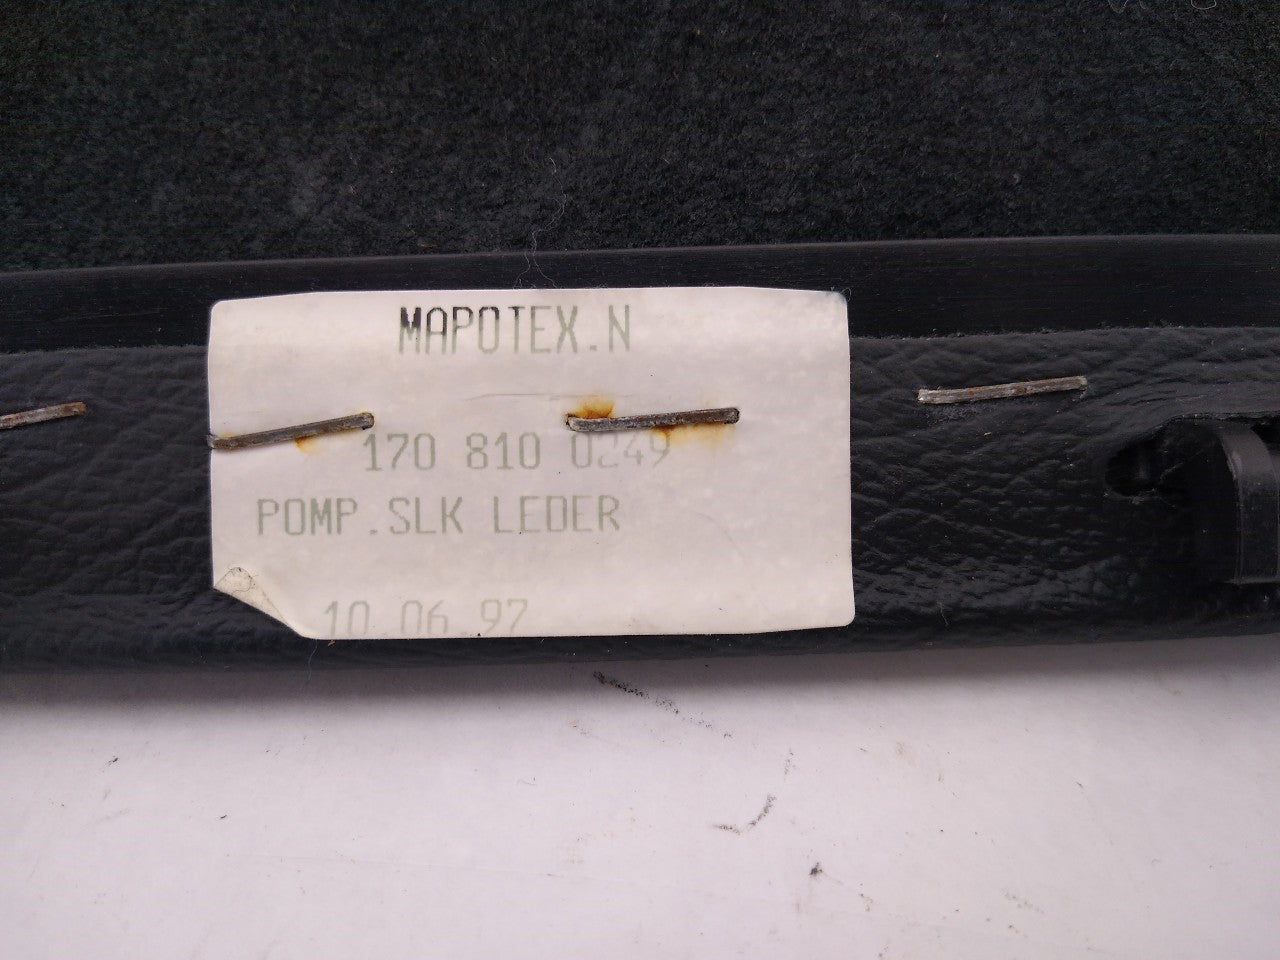 MAPOTEX.N
170 810 0249
POMP.SLK LEDER
10 06 97